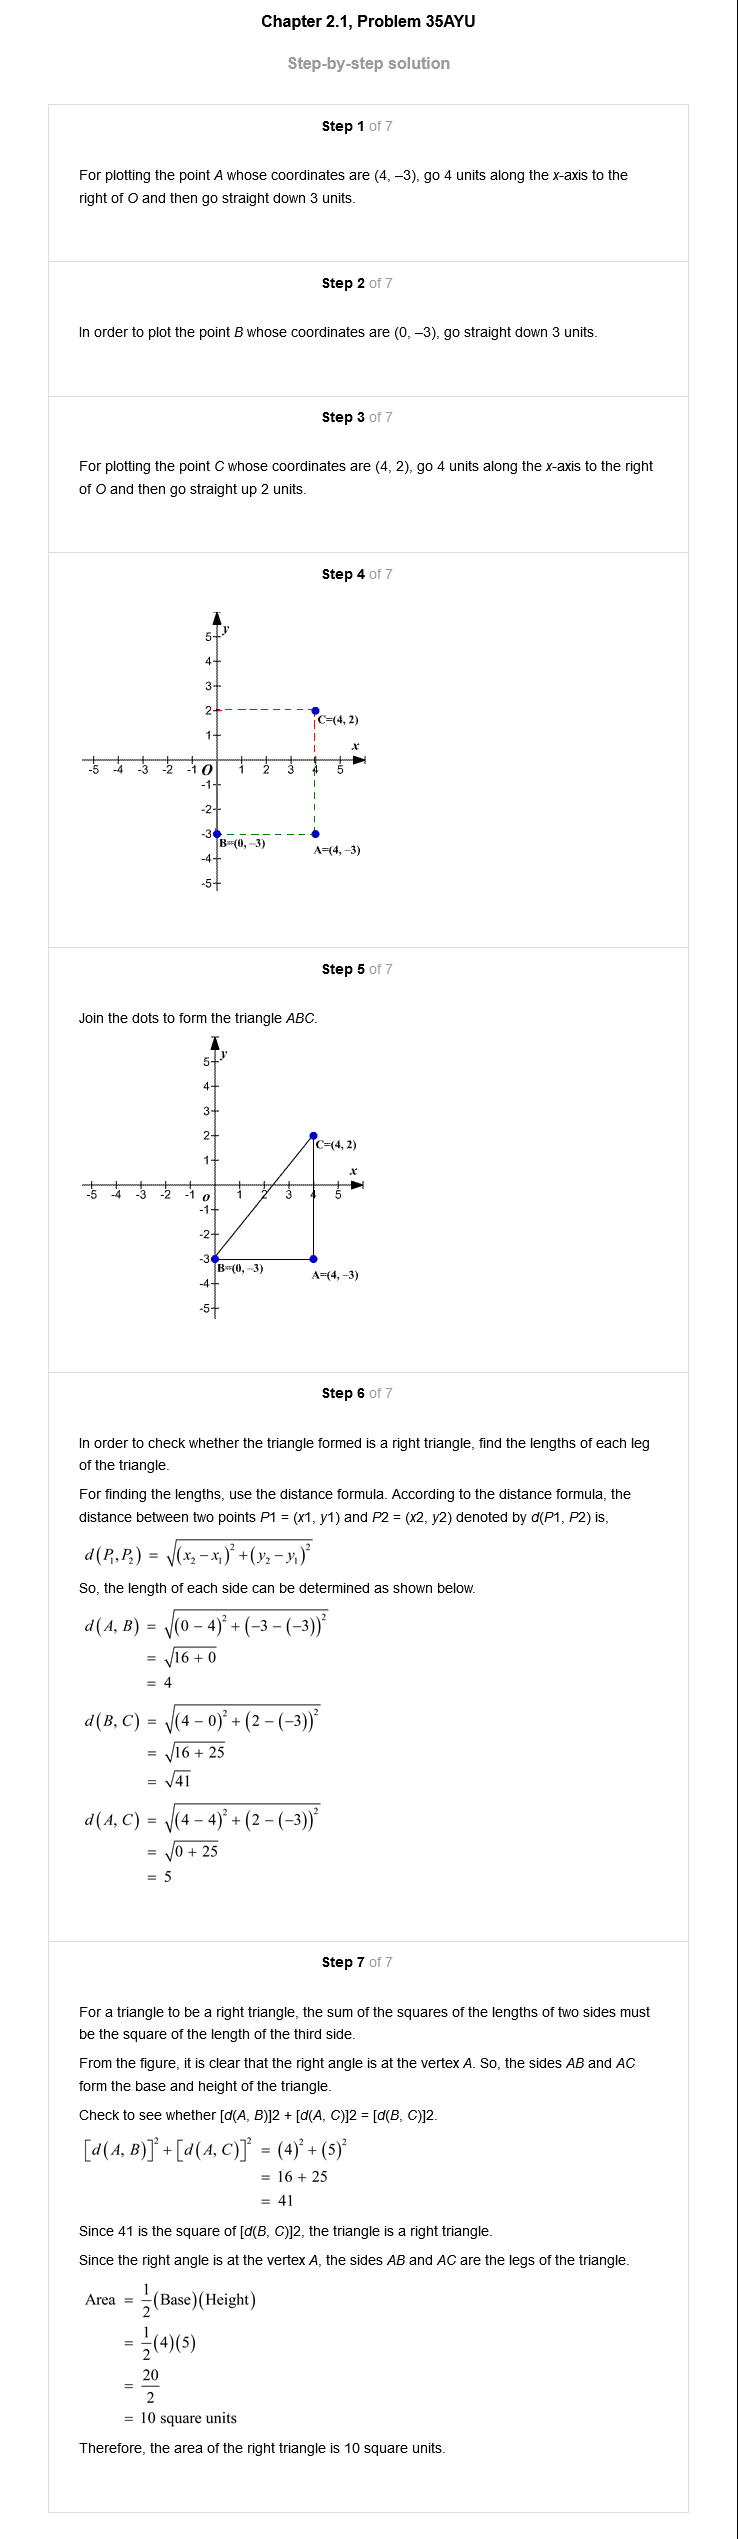 Chapter 2.1, Problem 35AYU
Step-by-step solution
Step 1 of 7
For plotting the point A whose coordinates are (4, –3), go 4 units along the x-axis to the
right of O and then go straight down 3 units.
Step 2 of 7
In order to plot the point B whose coordinates are (0, –3), go straight down 3 units.
Step 3 of 7
For plotting the point C whose coordinates are (4, 2), go 4 units along the x-axis to the right
of O and then go straight up 2 units.
Step 4 of 7
y
5
4
3
2
C=(4, 2)
1
x
-5 -4 -3 -2 -1 O 1 2 3 4 5
-1
-2
-3
B=(0, –3)
A=(4, –3)
-4
-5
Step 5 of 7
Join the dots to form the triangle ABC.
y
5
4
3
2
C=(4, 2)
1
x
-5 -4 -3 -2 -1 o 1 2 3 4 5
-1
-2
-3
B=(0, –3)
A=(4, –3)
-4
-5
Step 6 of 7
In order to check whether the triangle formed is a right triangle, find the lengths of each leg
of the triangle.
For finding the lengths, use the distance formula. According to the distance formula, the
distance between two points P1 = (x1, y1) and P2 = (x2, y2) denoted by d(P1, P2) is,
d(P₁,P₂) = √((x₂ – x₁)² + (y₂ – y₁)²)
So, the length of each side can be determined as shown below.
d(A, B) = √((0 – 4)² + (–3 – (–3))²)
= √(16 + 0)
= 4
d(B, C) = √((4 – 0)² + (2 – (–3))²)
= √(16 + 25)
= √41
d(A, C) = √((4 – 4)² + (2 – (–3))²)
= √(0 + 25)
= 5
Step 7 of 7
For a triangle to be a right triangle, the sum of the squares of the lengths of two sides must
be the square of the length of the third side.
From the figure, it is clear that the right angle is at the vertex A. So, the sides AB and AC
form the base and height of the triangle.
Check to see whether [d(A, B)]2 + [d(A, C)]2 = [d(B, C)]2.
[d(A, B)]² + [d(A, C)]² = (4)² + (5)²
= 16 + 25
= 41
Since 41 is the square of [d(B, C)]2, the triangle is a right triangle.
Since the right angle is at the vertex A, the sides AB and AC are the legs of the triangle.
Area = 1/2 (Base)(Height)
= 1/2 (4)(5)
= 20/2
= 10 square units
Therefore, the area of the right triangle is 10 square units.